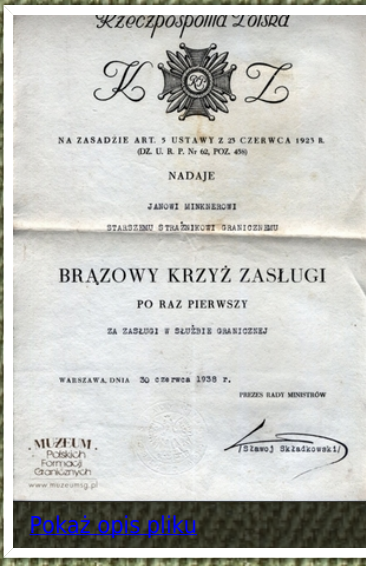 Rzeczpospolita Polska
K Z
NA ZASADZIE ART. 5 USTAWY Z 23 CZERWCA 1923 R.
(DZ. U. R. P. Nr 62, POZ. 458)
NADAJE
JANOWI MINKNEROWI
STARSZEMU STRAŻNIKOWI GRANICZNEMU
BRĄZOWY KRZYŻ ZASŁUGI
PO RAZ PIERWSZY
ZA ZASŁUGI W SŁUŻBIE GRANICZNEJ
WARSZAWA, DNIA 30 czerwca 1938 r.
PREZES RADY MINISTRÓW
/Sławoj Składkowski/
MUZEUM
Polskich
Formacji
Granicznych
www.muzeumsg.pl
Pokaż opis pliku